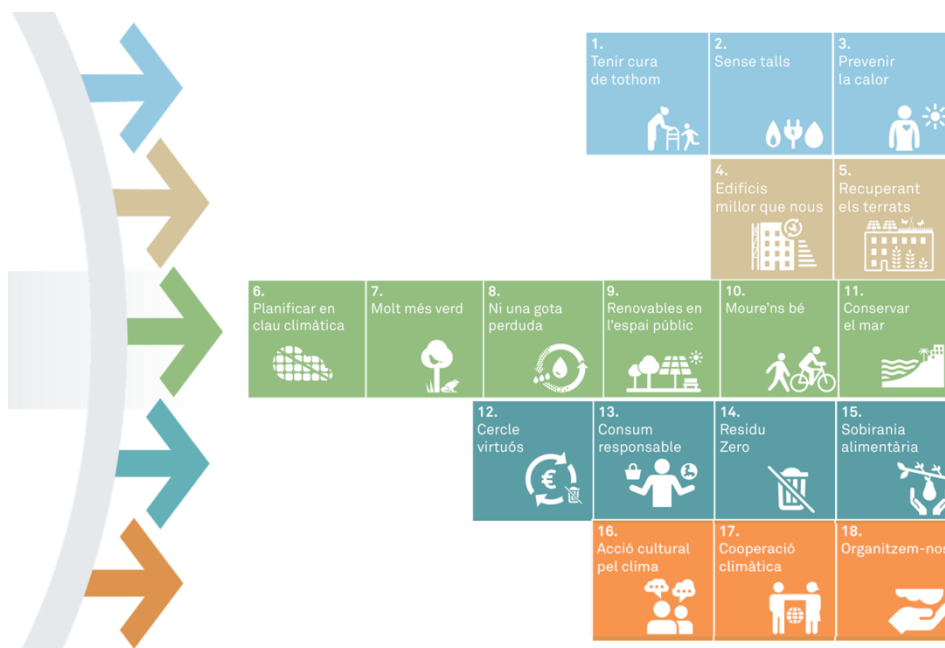 1.
Tenir cura
de tothom
2.
Sense talls
3.
Prevenir
la calor
4.
Edificis
millor que nous
5.
Recuperant
els terrats
6.
Planificar en
clau climàtica
7.
Molt més verd
8.
Ni una gota
perduda
9.
Renovables en
l'espai públic
10.
Moure'ns bé
11.
Conservar
el mar
12.
Cercle
virtuós
13.
Consum
responsable
14.
Residu
Zero
15.
Sobirania
alimentària
16.
Acció cultural
pel clima
17.
Cooperació
climàtica
18.
Organitzem-nos
€